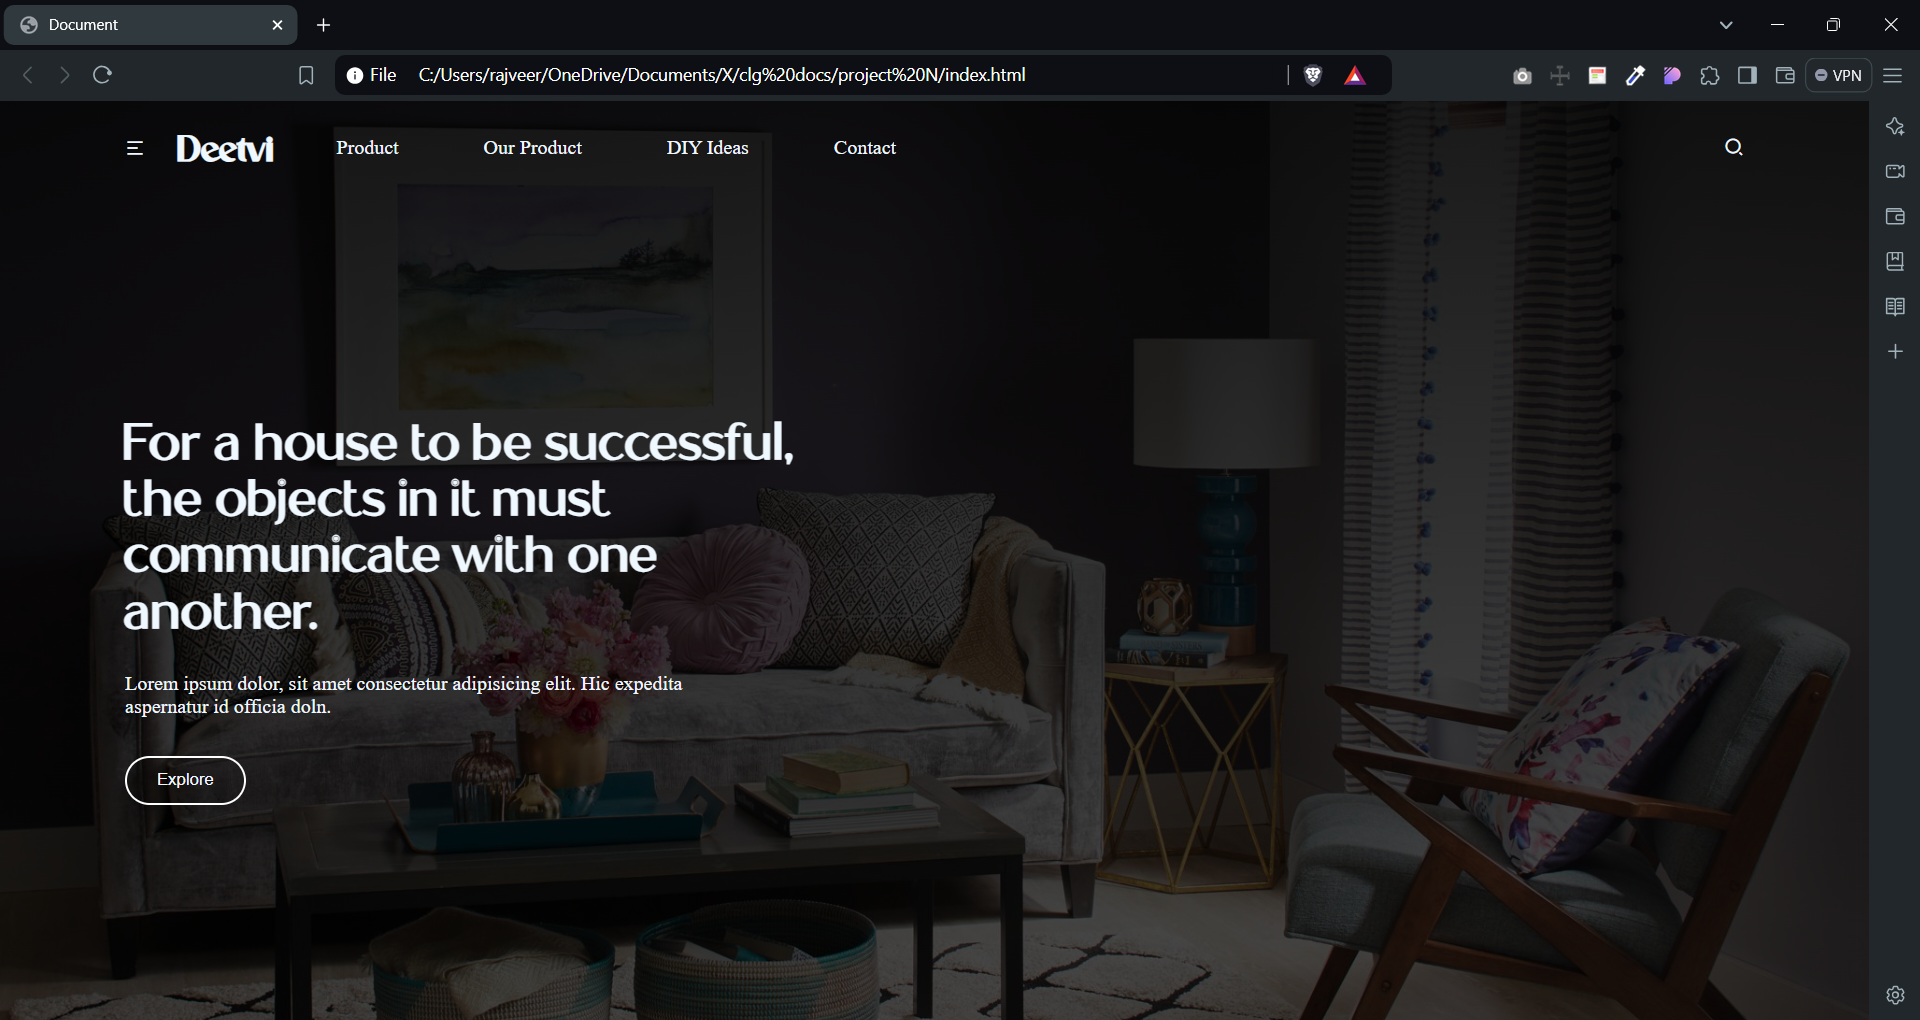 Document
File C:/Users/rajveer/OneDrive/Documents/X/clg%20docs/project%20N/index.html
VPN
Deetvi Product Our Product DIY Ideas Contact
For a house to be successful,
the objects in it must
communicate with one
another.
Lorem ipsum dolor, sit amet consectetur adipisicing elit. Hic expedita
aspernatur id officia doln.
Explore